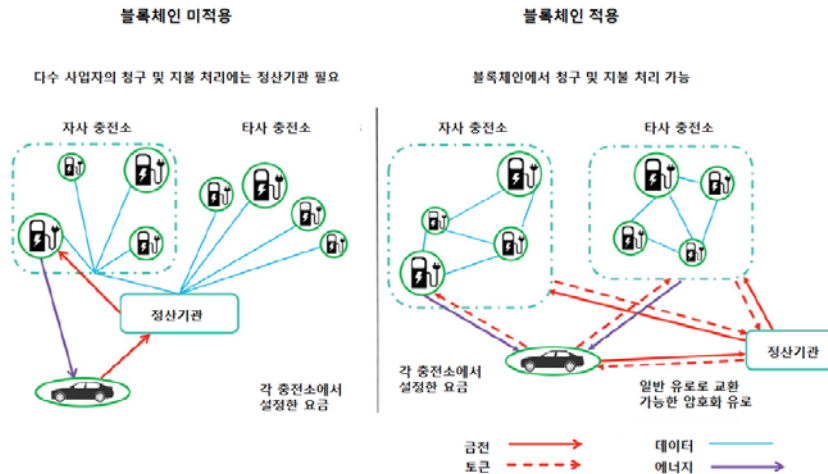 블록체인 미적용
블록체인 적용
다수 사업자의 청구 및 지불 처리에는 정산기관 필요
블록체인에서 청구 및 지불 처리 가능
자사 충전소
타사 충전소
자사 충전소
타사 충전소
정산기관
정산기관
각 충전소에서
설정한 요금
각 충전소에서
설정한 요금
일반 유로로 교환
가능한 암호화 유로
금전
데이터
토큰
에너지